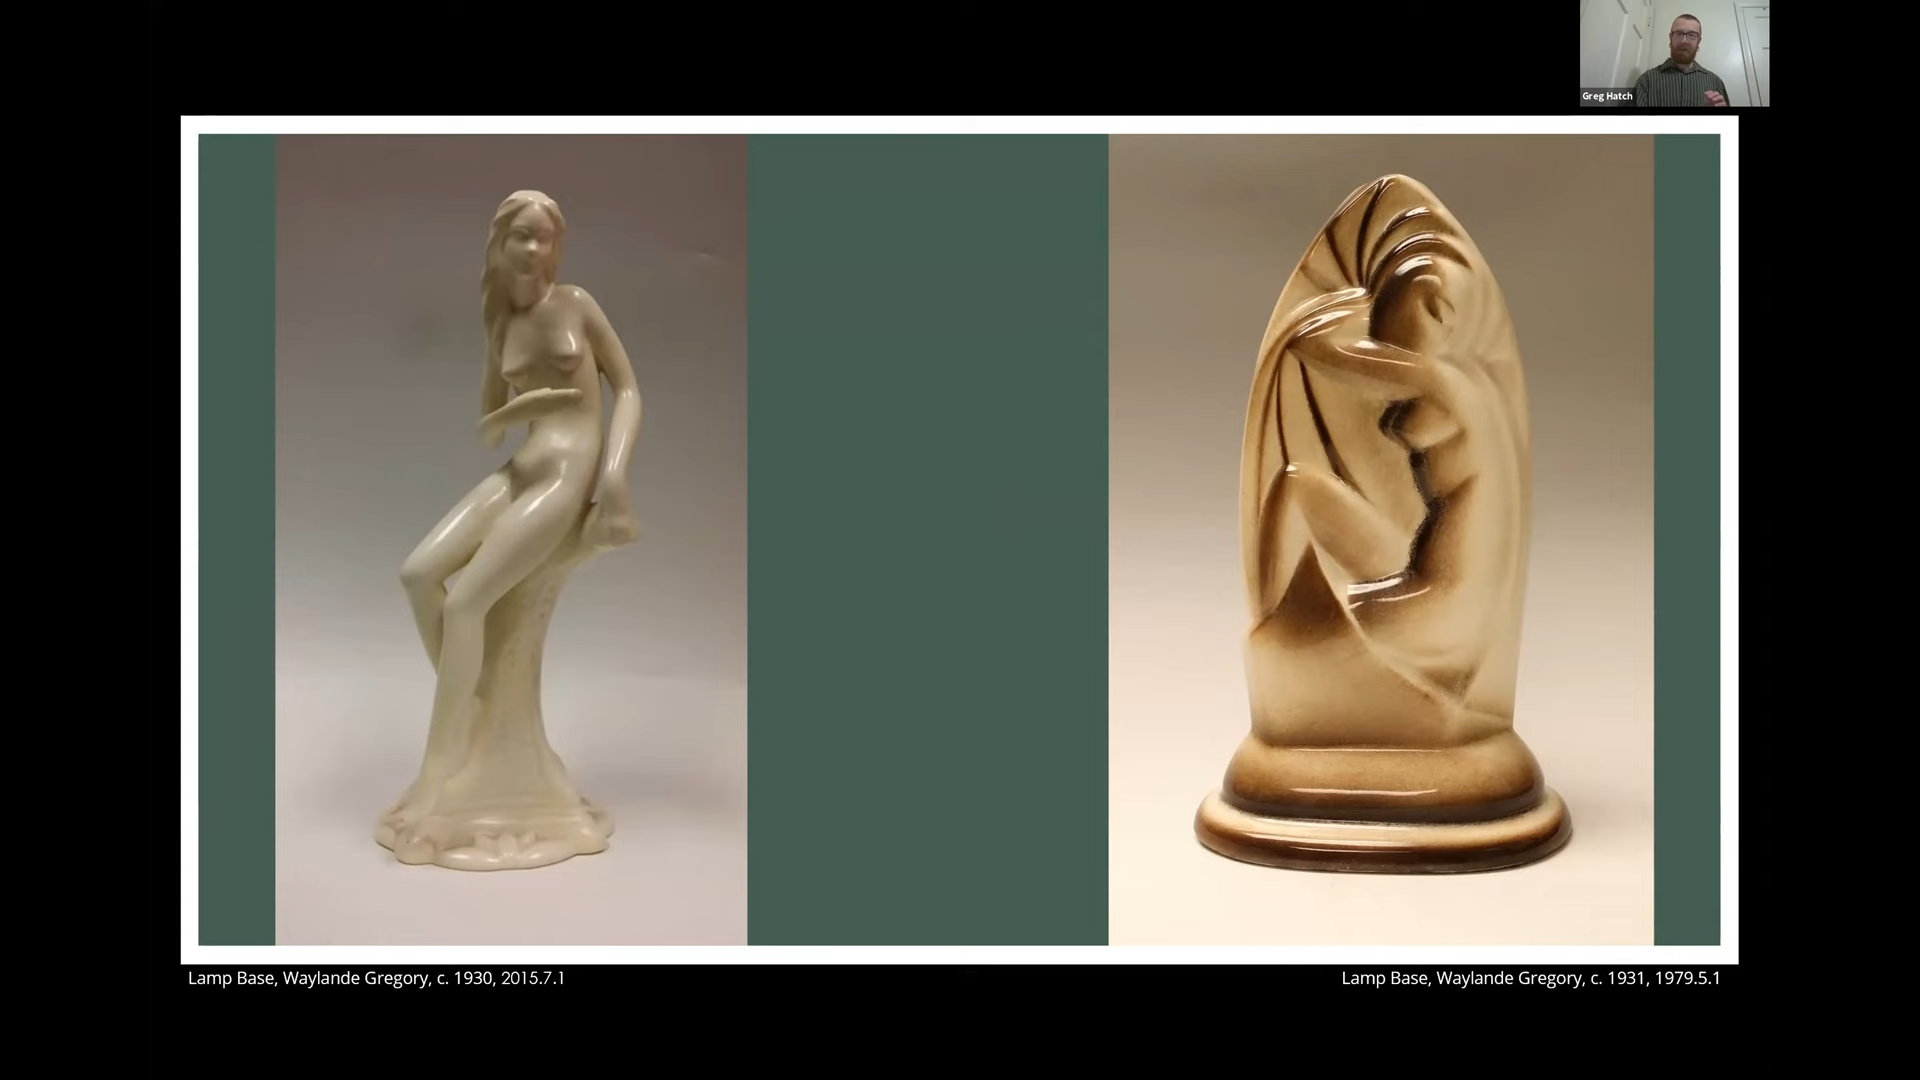 Greg Hatch
Lamp Base, Waylande Gregory, c. 1930, 2015.7.1
Lamp Base, Waylande Gregory, c. 1931, 1979.5.1